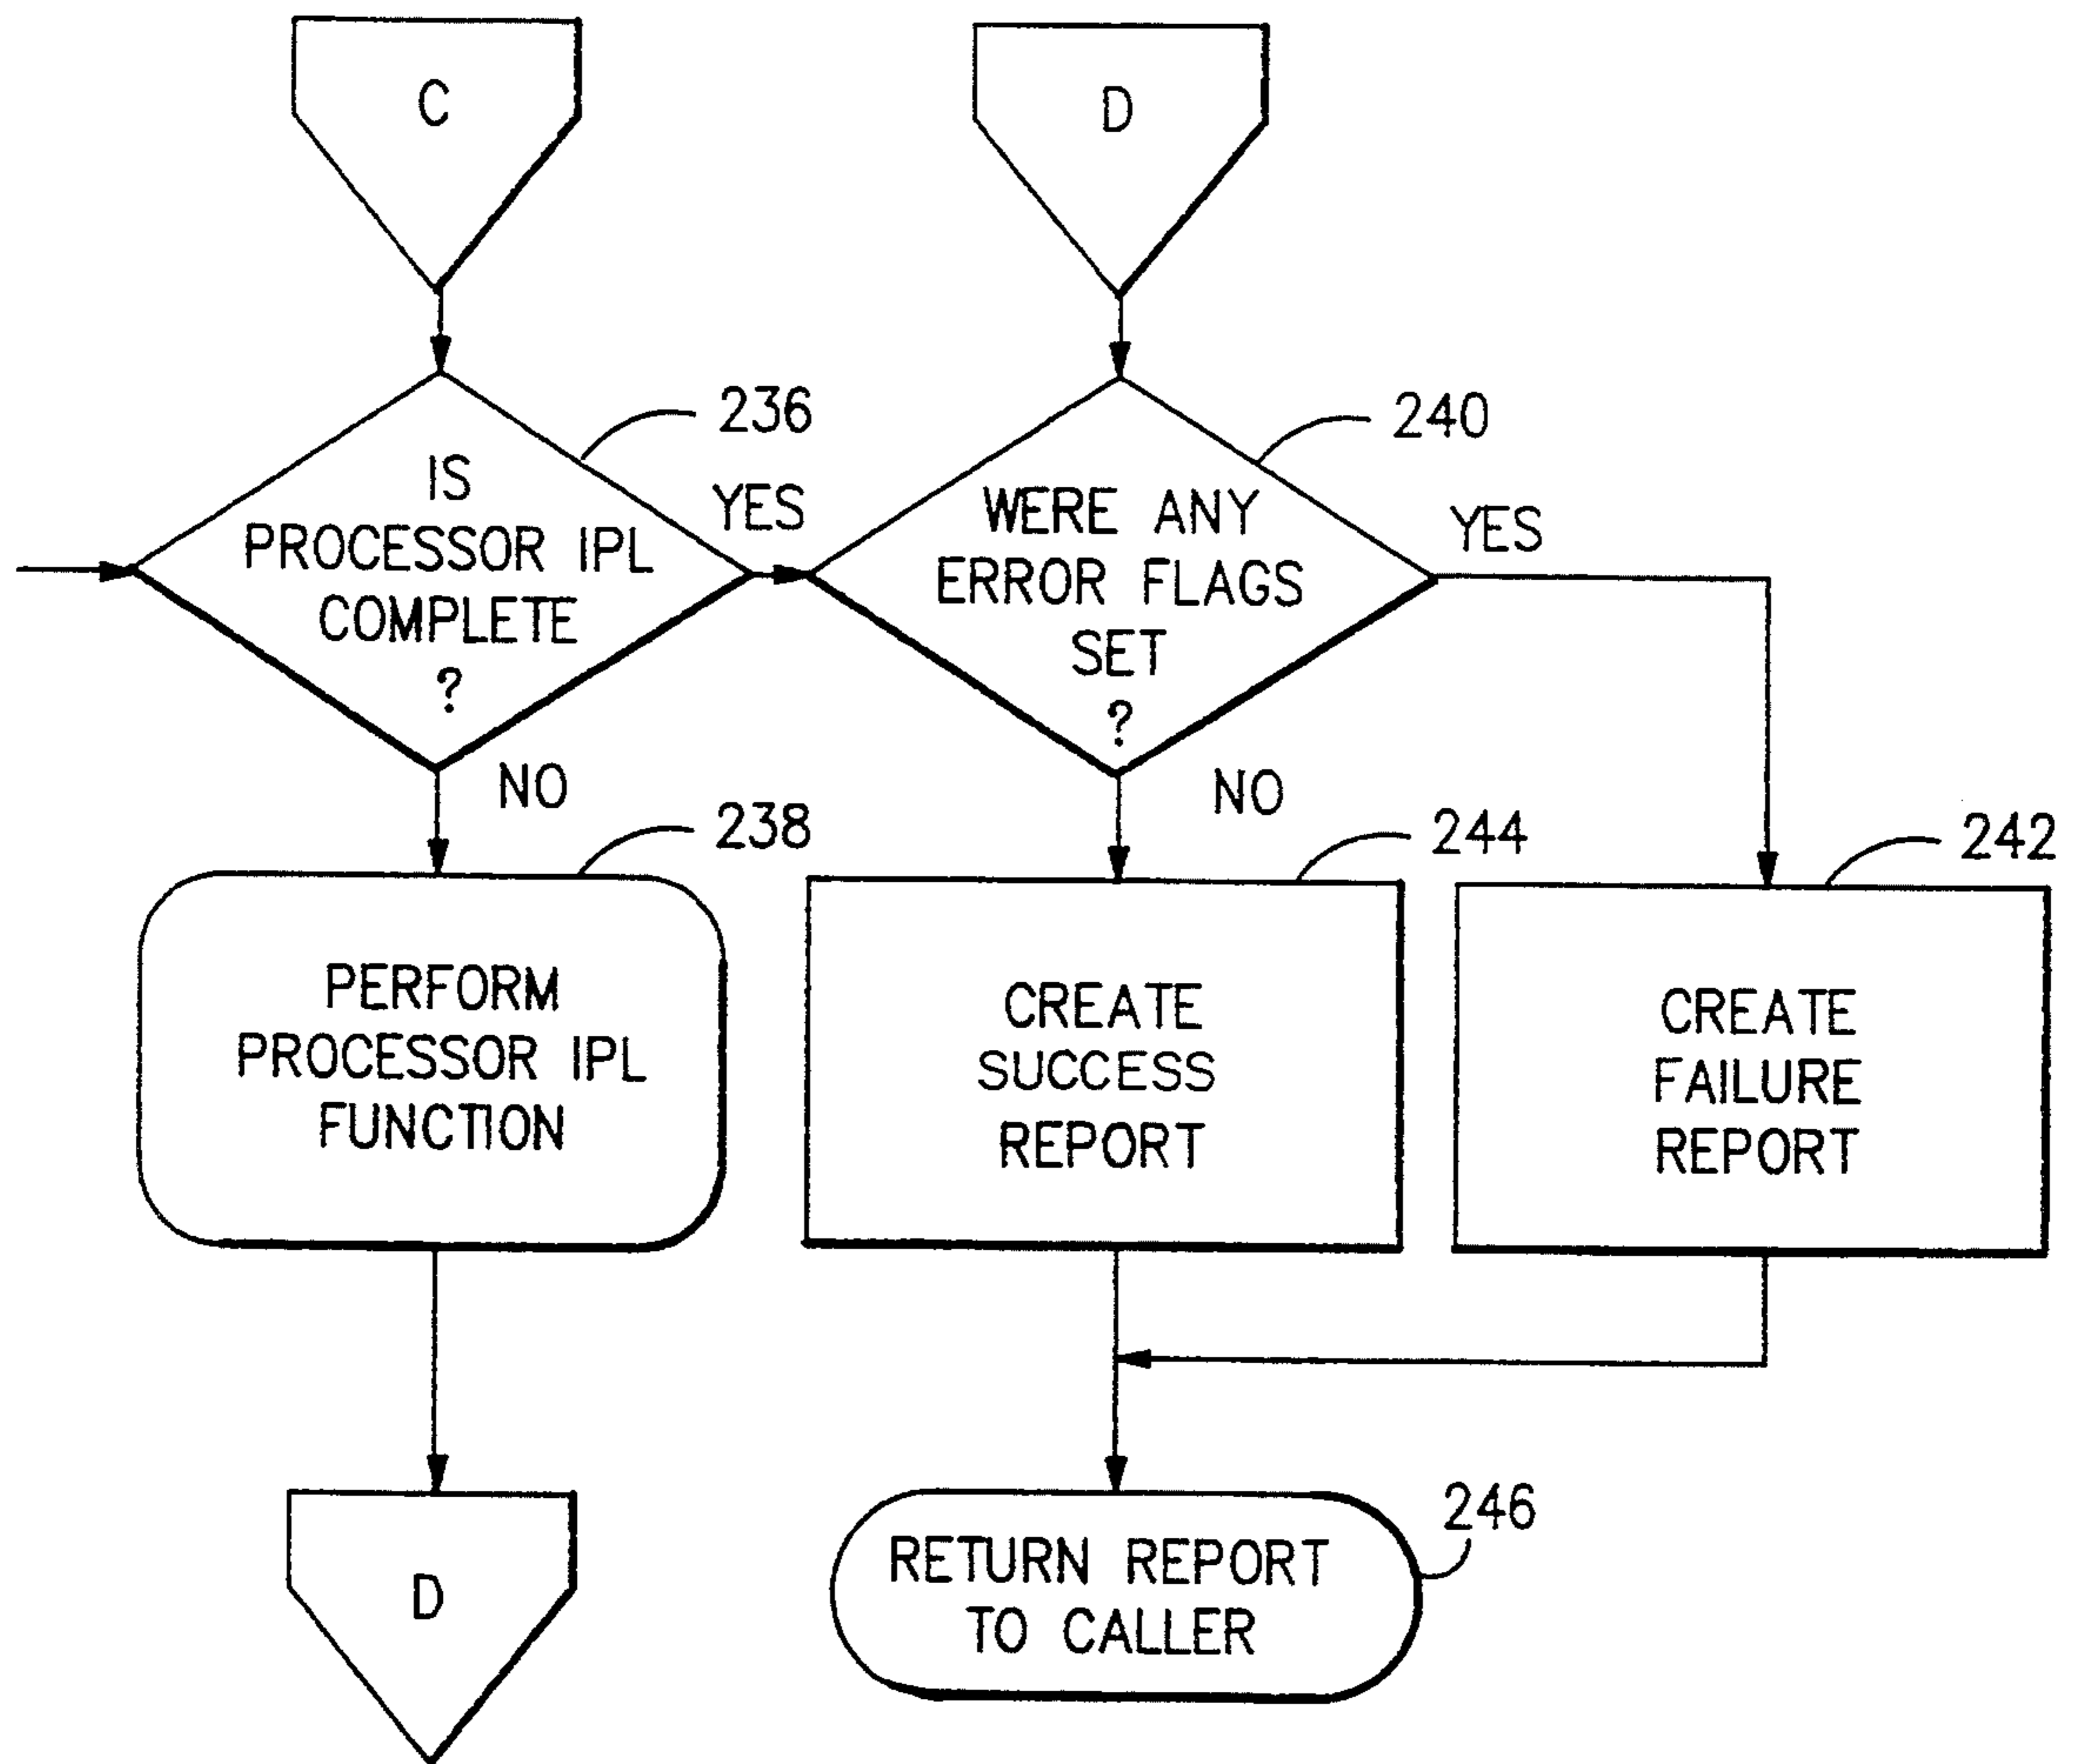 C
D
236
240
IS
PROCESSOR IPL
COMPLETE
?
YES
WERE ANY
ERROR FLAGS
SET
?
YES
NO
NO
238
244
242
PERFORM
PROCESSOR IPL
FUNCTION
CREATE
SUCCESS
REPORT
CREATE
FAILURE
REPORT
D
246
RETURN REPORT
TO CALLER